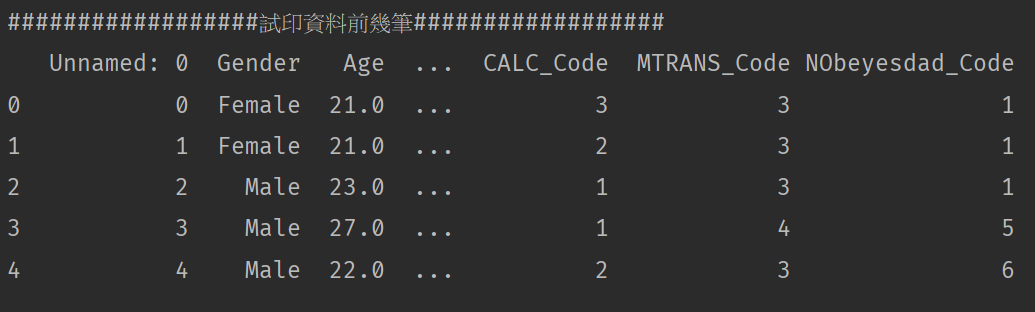 ##################試印資料前幾筆##################
Unnamed: 0 Gender Age ... CALC_Code MTRANS_Code NObeyesdad_Code
0 0 Female 21.0 ... 3 3 1
1 1 Female 21.0 ... 2 3 1
2 2 Male 23.0 ... 1 3 1
3 3 Male 27.0 ... 1 4 5
4 4 Male 22.0 ... 2 3 6